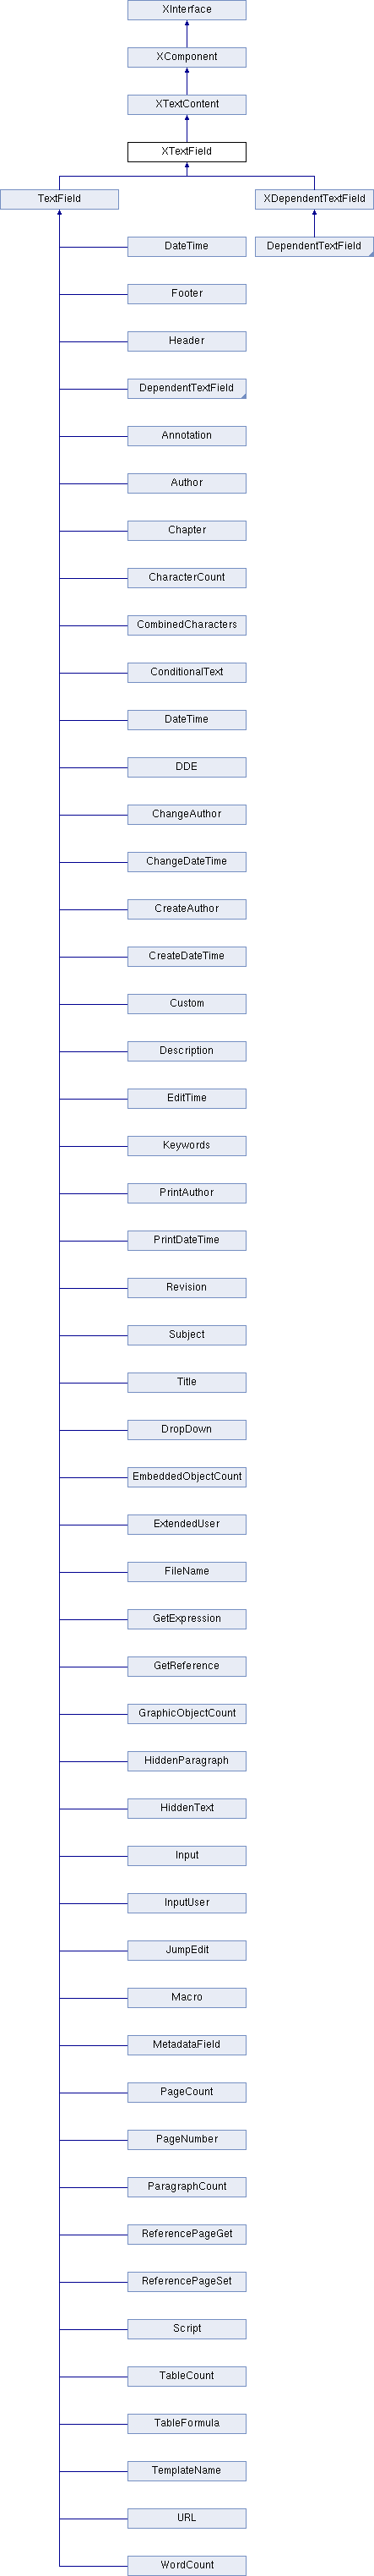 XInterface
XComponent
XTextContent
XTextField
TextField
XDependentTextField
DateTime
DependentTextField
Footer
Header
DependentTextField
Annotation
Author
Chapter
CharacterCount
CombinedCharacters
ConditionalText
DateTime
DDE
ChangeAuthor
ChangeDateTime
CreateAuthor
CreateDateTime
Custom
Description
EditTime
Keywords
PrintAuthor
PrintDateTime
Revision
Subject
Title
DropDown
EmbeddedObjectCount
ExtendedUser
FileName
GetExpression
GetReference
GraphicObjectCount
HiddenParagraph
HiddenText
Input
InputUser
JumpEdit
Macro
MetadataField
PageCount
PageNumber
ParagraphCount
ReferencePageGet
ReferencePageSet
Script
TableCount
TableFormula
TemplateName
URL
WordCount